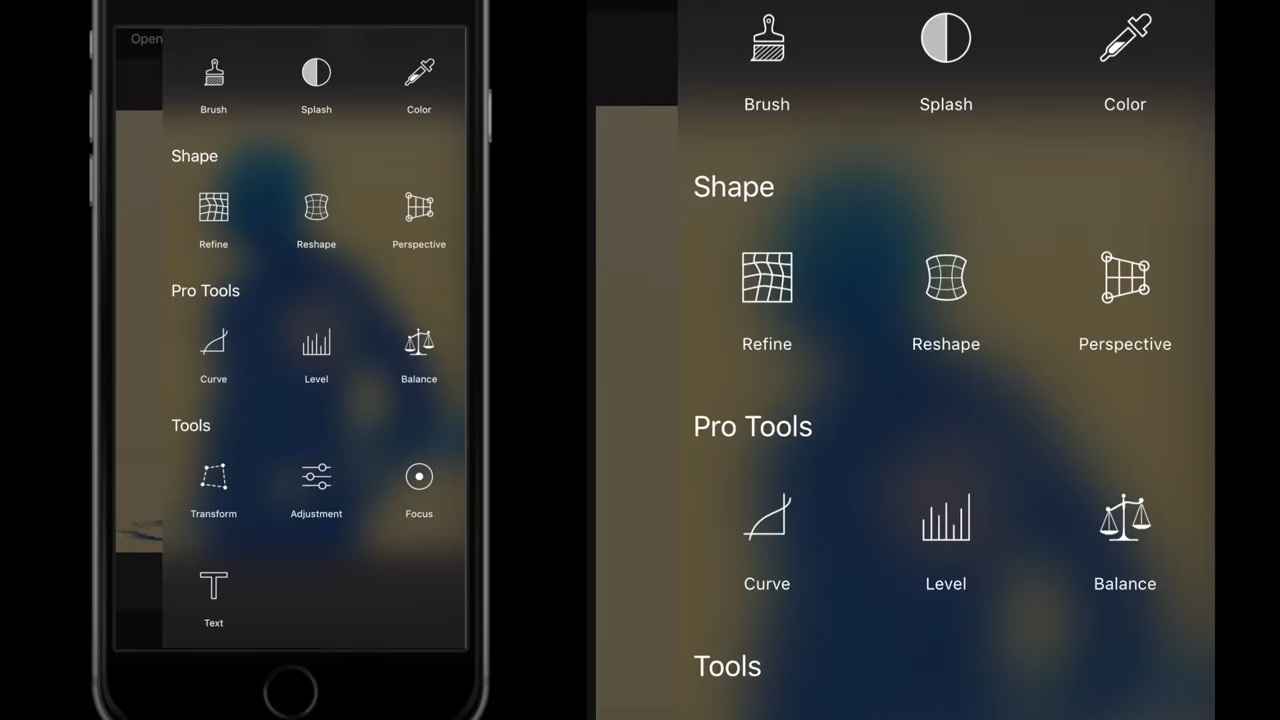 Open
Brush Splash Color
Shape
Refine Reshape Perspective
Pro Tools
Curve Level Balance
Tools
Transform Adjustment Focus
Text
Brush Splash Color
Shape
Refine Reshape Perspective
Pro Tools
Curve Level Balance
Tools